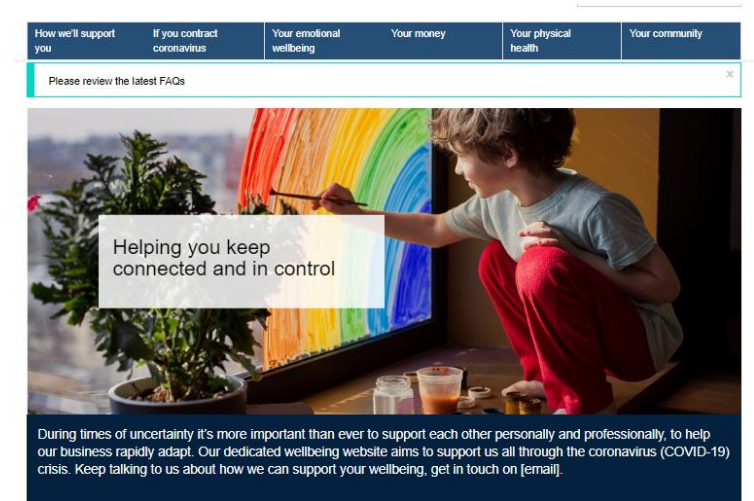 How we'll support you
If you contract coronavirus
Your emotional wellbeing
Your money
Your physical health
Your community
Please review the latest FAQs
×
Helping you keep
connected and in control
During times of uncertainty it's more important than ever to support each other personally and professionally, to help
our business rapidly adapt. Our dedicated wellbeing website aims to support us all through the coronavirus (COVID-19)
crisis. Keep talking to us about how we can support your wellbeing, get in touch on [email].